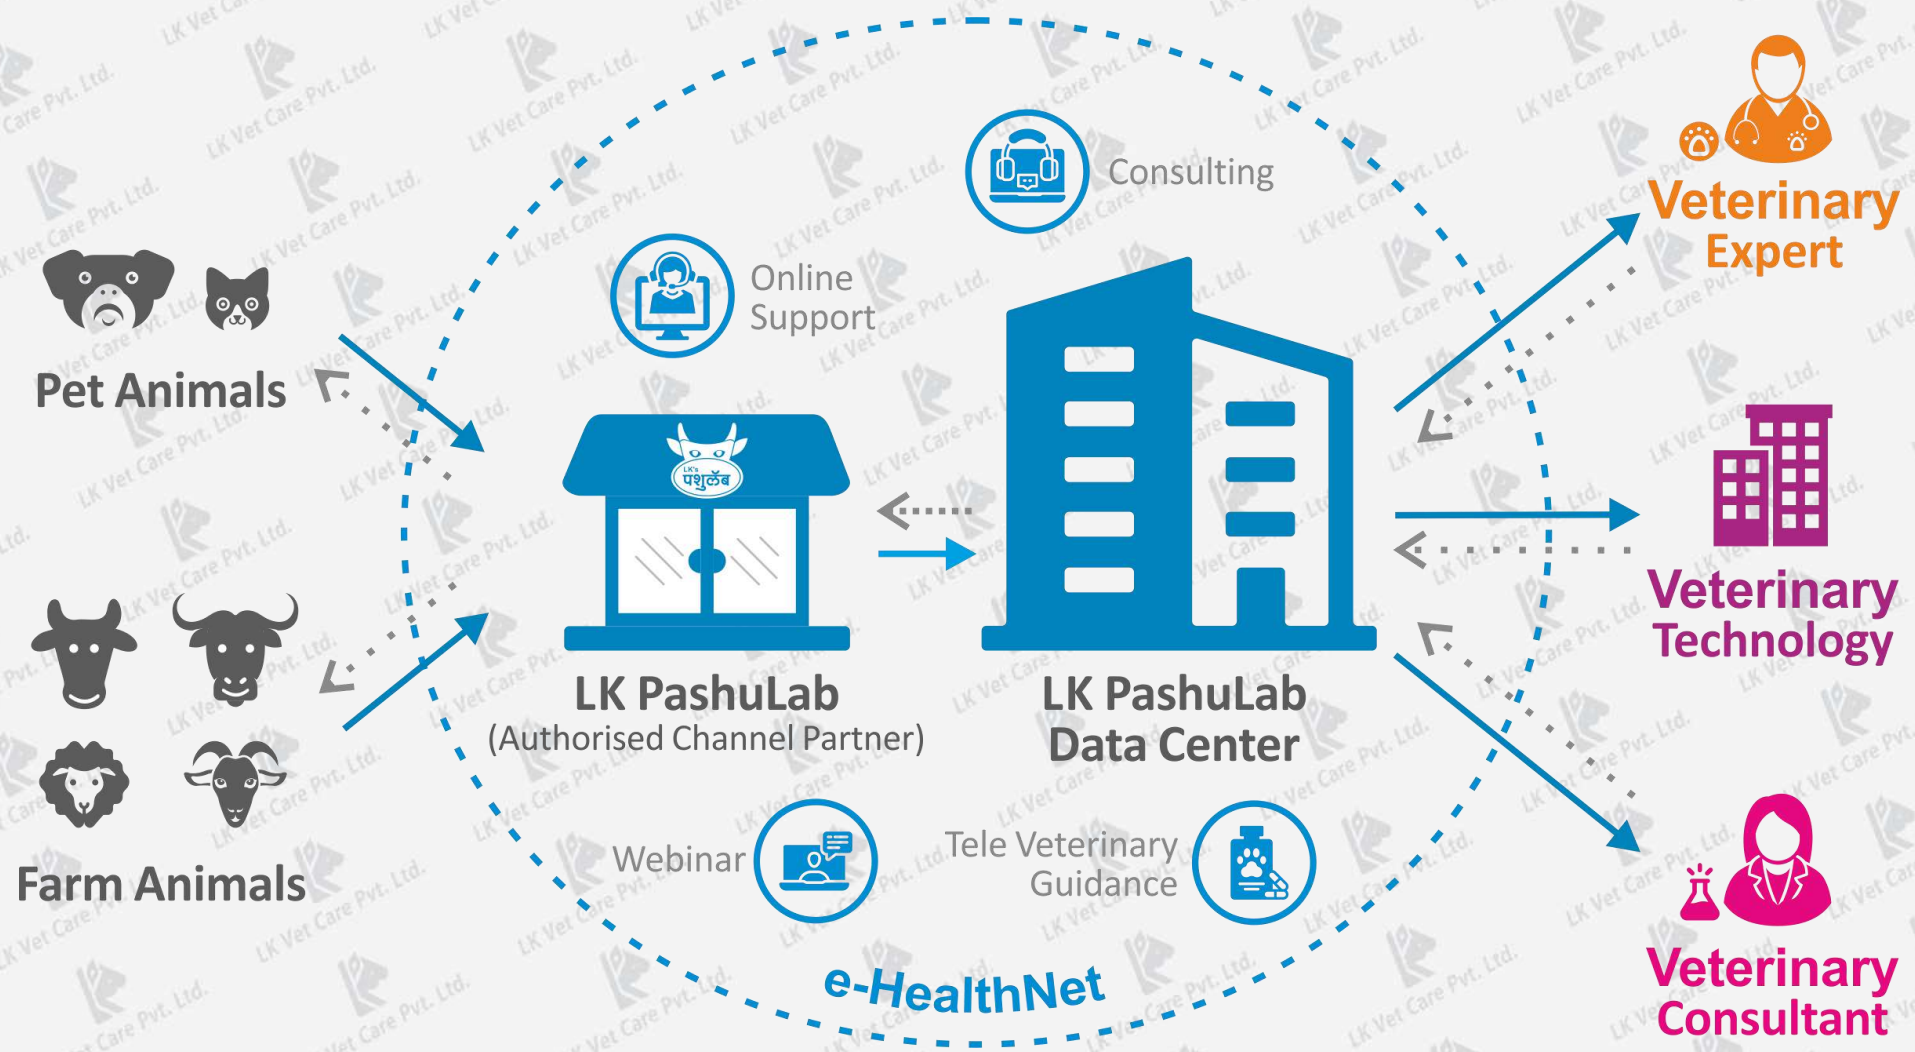 Consulting
Online
Support
Pet Animals
Farm Animals
LK's
पशुलॅब
LK PashuLab
(Authorised Channel Partner)
LK PashuLab
Data Center
Webinar
Tele Veterinary
Guidance
e-HealthNet
Veterinary
Expert
Veterinary
Technology
Veterinary
Consultant
LK Vet Care Pvt. Ltd.